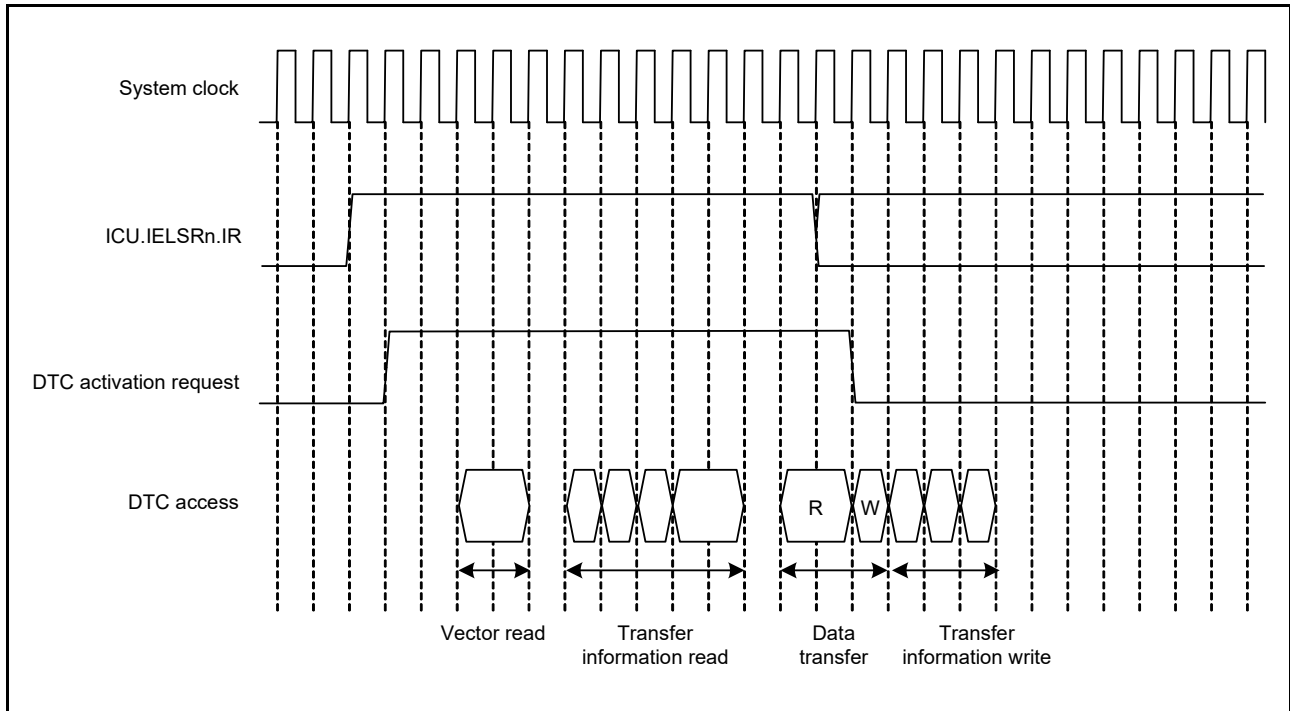 System clock
ICU.IELSRn.IR
DTC activation request
DTC access
R
W
Vector read
Transfer
information read
Data
transfer
Transfer
information write